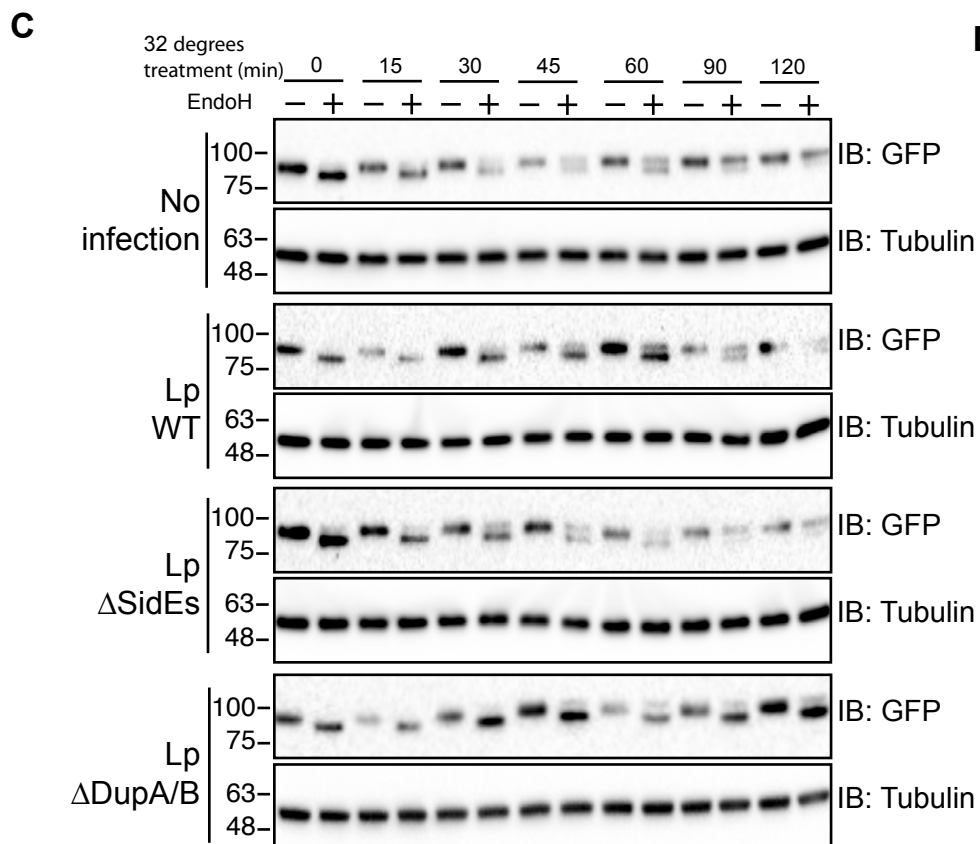 C
32 degrees
treatment (min) 0 15 30 45 60 90 120
EndoH − + − + − + − + − + − + − +
No infection
100− 75− IB: GFP
63− 48− IB: Tubulin
Lp WT
100− 75− IB: GFP
63− 48− IB: Tubulin
Lp ΔSidEs
100− 75− IB: GFP
63− 48− IB: Tubulin
Lp ΔDupA/B
100− 75− IB: GFP
63− 48− IB: Tubulin